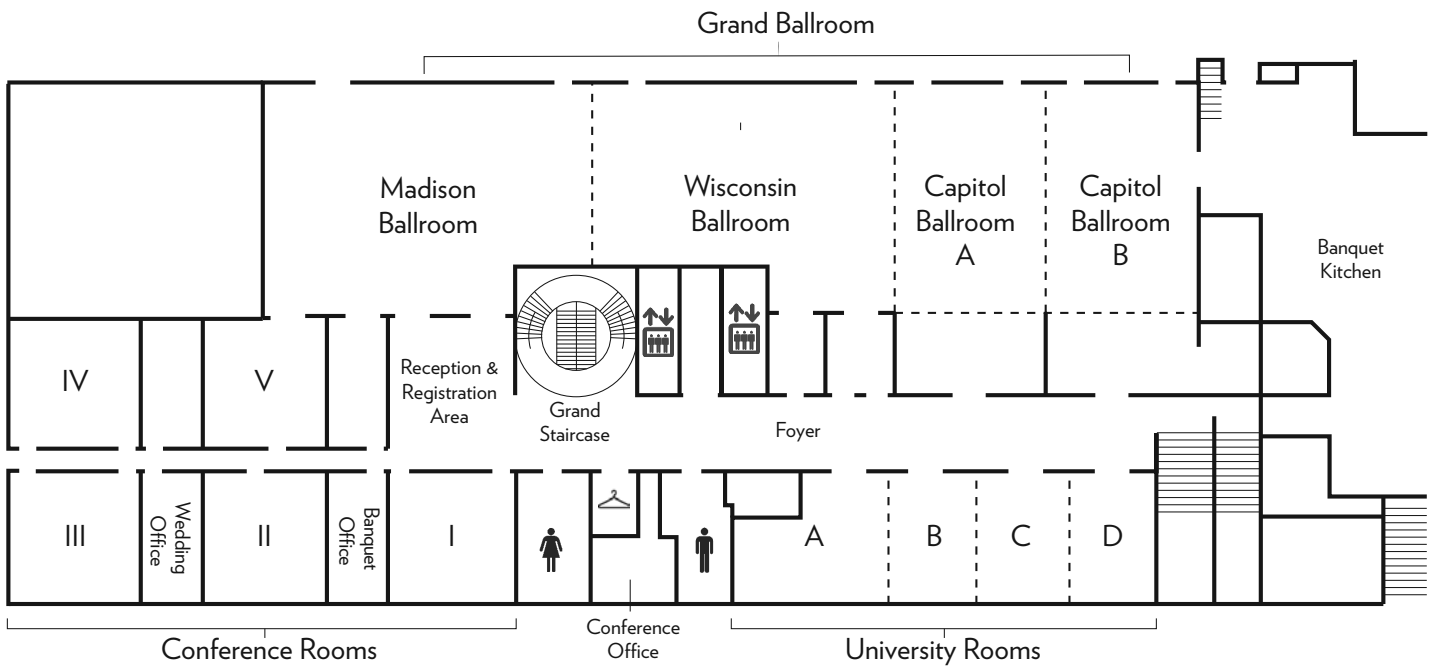 Grand Ballroom
Madison
Ballroom
Wisconsin
Ballroom
Capitol
Ballroom
A
Capitol
Ballroom
B
Banquet
Kitchen
IV
V
Reception &
Registration
Area
Grand
Staircase
Foyer
III
Wedding
Office
II
Banquet
Office
I
A
B
C
D
Conference Rooms
Conference
Office
University Rooms